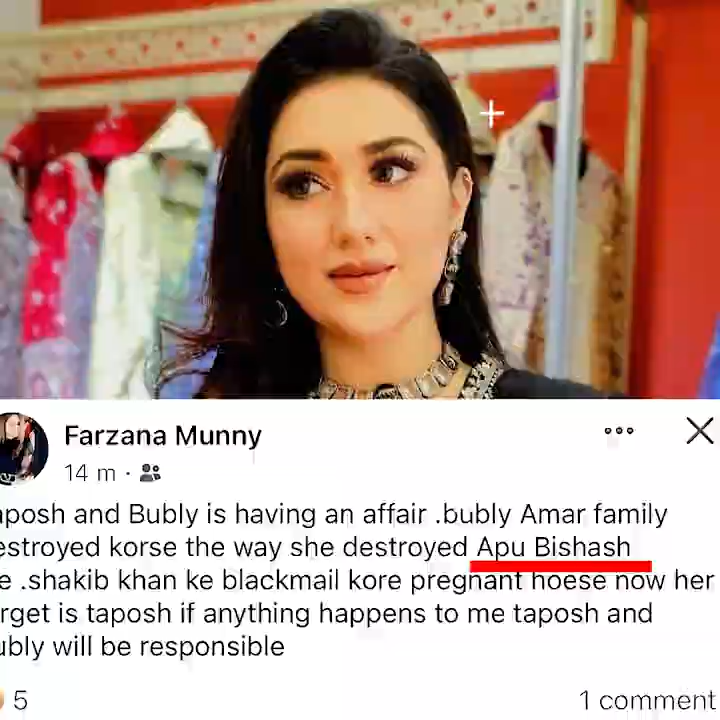 Farzana Munny
14 m
aposh and Bubly is having an affair .bubly Amar family
estroyed korse the way she destroyed Apu Bishash
e .shakib khan ke blackmail kore pregnant hoese now her
rget is taposh if anything happens to me taposh and
ubly will be responsible
5
1 comment